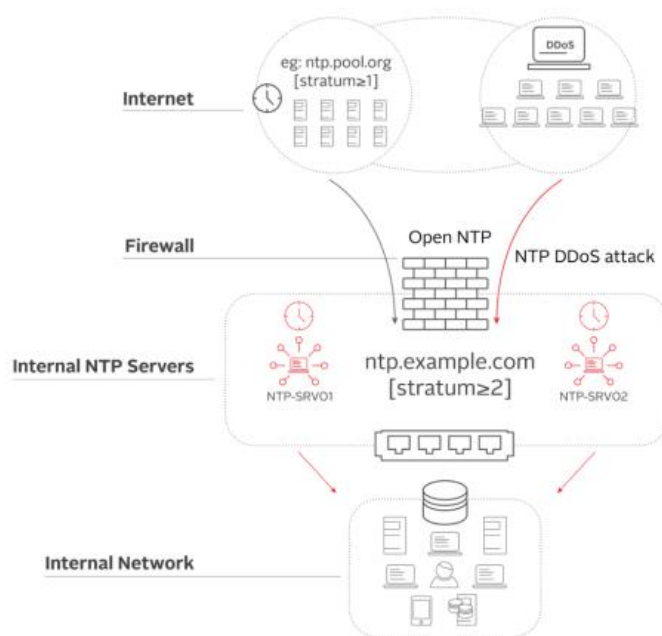 DDoS
eg: ntp.pool.org
[stratum≥1]
Internet
Open NTP
Firewall
NTP DDoS attack
Internal NTP Servers
ntp.example.com
[stratum≥2]
NTP-SRV01
NTP-SRV02
Internal Network